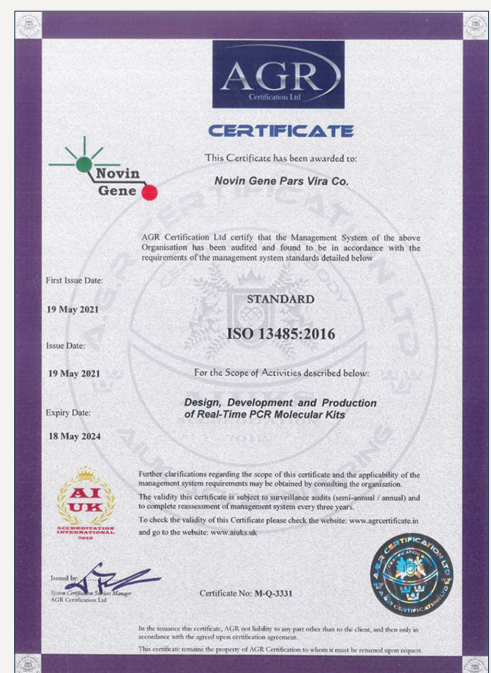 AGR
Certification Ltd
CERTIFICATE
This Certificate has been awarded to:
Novin
Gene
Novin Gene Pars Vira Co.
AGR Certification Ltd certify that the Management System of the above
Organisation has been audited and found to be in accordance with the
requirements of the management system standards detailed below
First Issue Date:
19 May 2021
STANDARD
ISO 13485:2016
Issue Date:
19 May 2021
For the Scope of Activities described below:
Expiry Date:
18 May 2024
Design, Development and Production
of Real-Time PCR Molecular Kits
Further clarifications regarding the scope of this certificate and the applicability of the
management system requirements may be obtained by consulting the organisation.
The validity this certificate is subject to surveillance audits (semi-annual / annual) and
to complete reassessment of management system every three years.
To check the validity of this Certificate please check the website: www.agrcertificate.in
and go to the website: www.aiuks.uk
AI
UK
ACCREDITATION
INTERNATIONAL
Issued by:
System Certification Services Manager
AGR Certification Ltd
Certificate No: M-Q-3331
A.G.R CERTIFICATION LTD
In the issuance this certificate, AGR not liability to any part other than to the client, and then only in
accordance with the agreed upon certification agreement.
This certificate remains the property of AGR Certification to whom it must be returned upon request.